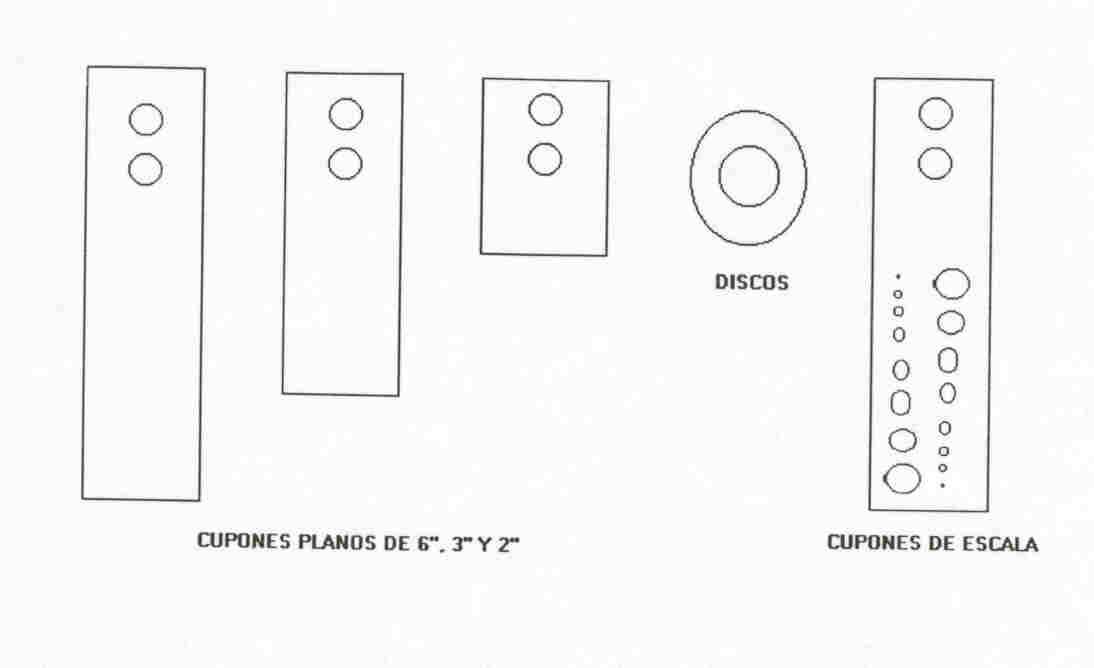 DISCOS
CUPONES PLANOS DE 6", 3" Y 2"
CUPONES DE ESCALA